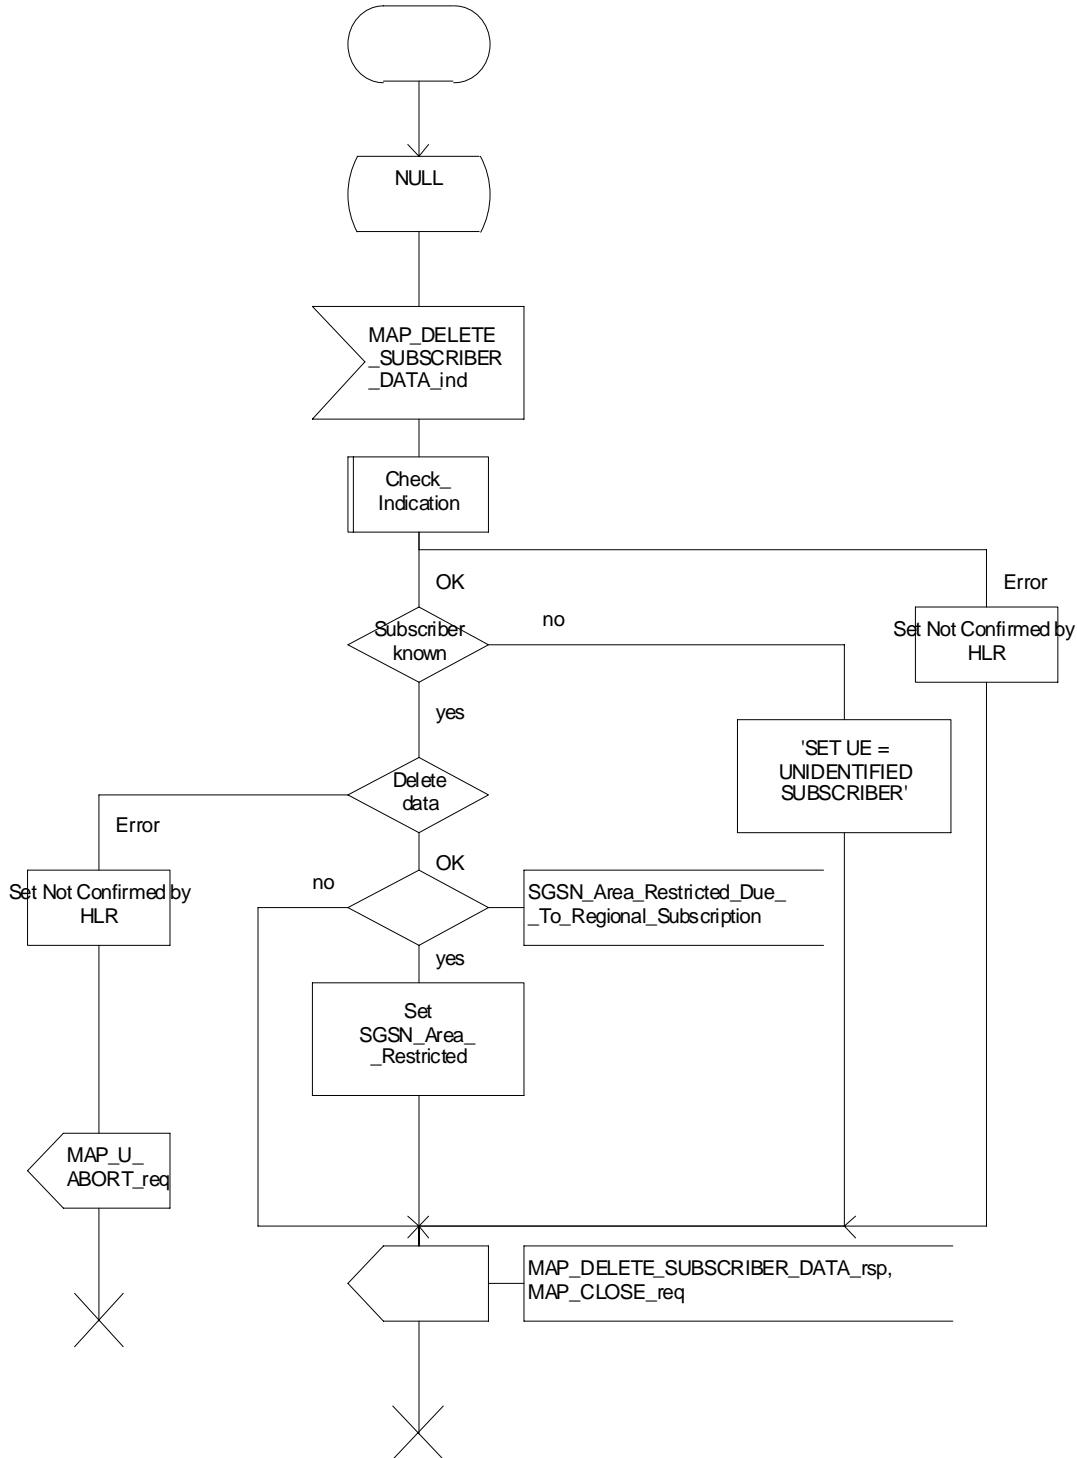 NULL
MAP_DELETE
_SUBSCRIBER
_DATA_ind
Check_
Indication
OK
Error
Subscriber
known
no
Set Not Confirmed by
HLR
yes
'SET UE =
UNIDENTIFIED
SUBSCRIBER'
Delete
data
Error
OK
no
Set Not Confirmed by
HLR
SGSN_Area_Restricted_Due_
_To_Regional_Subscription
yes
Set
SGSN_Area_
_Restricted
MAP_U_
ABORT_req
MAP_DELETE_SUBSCRIBER_DATA_rsp,
MAP_CLOSE_req